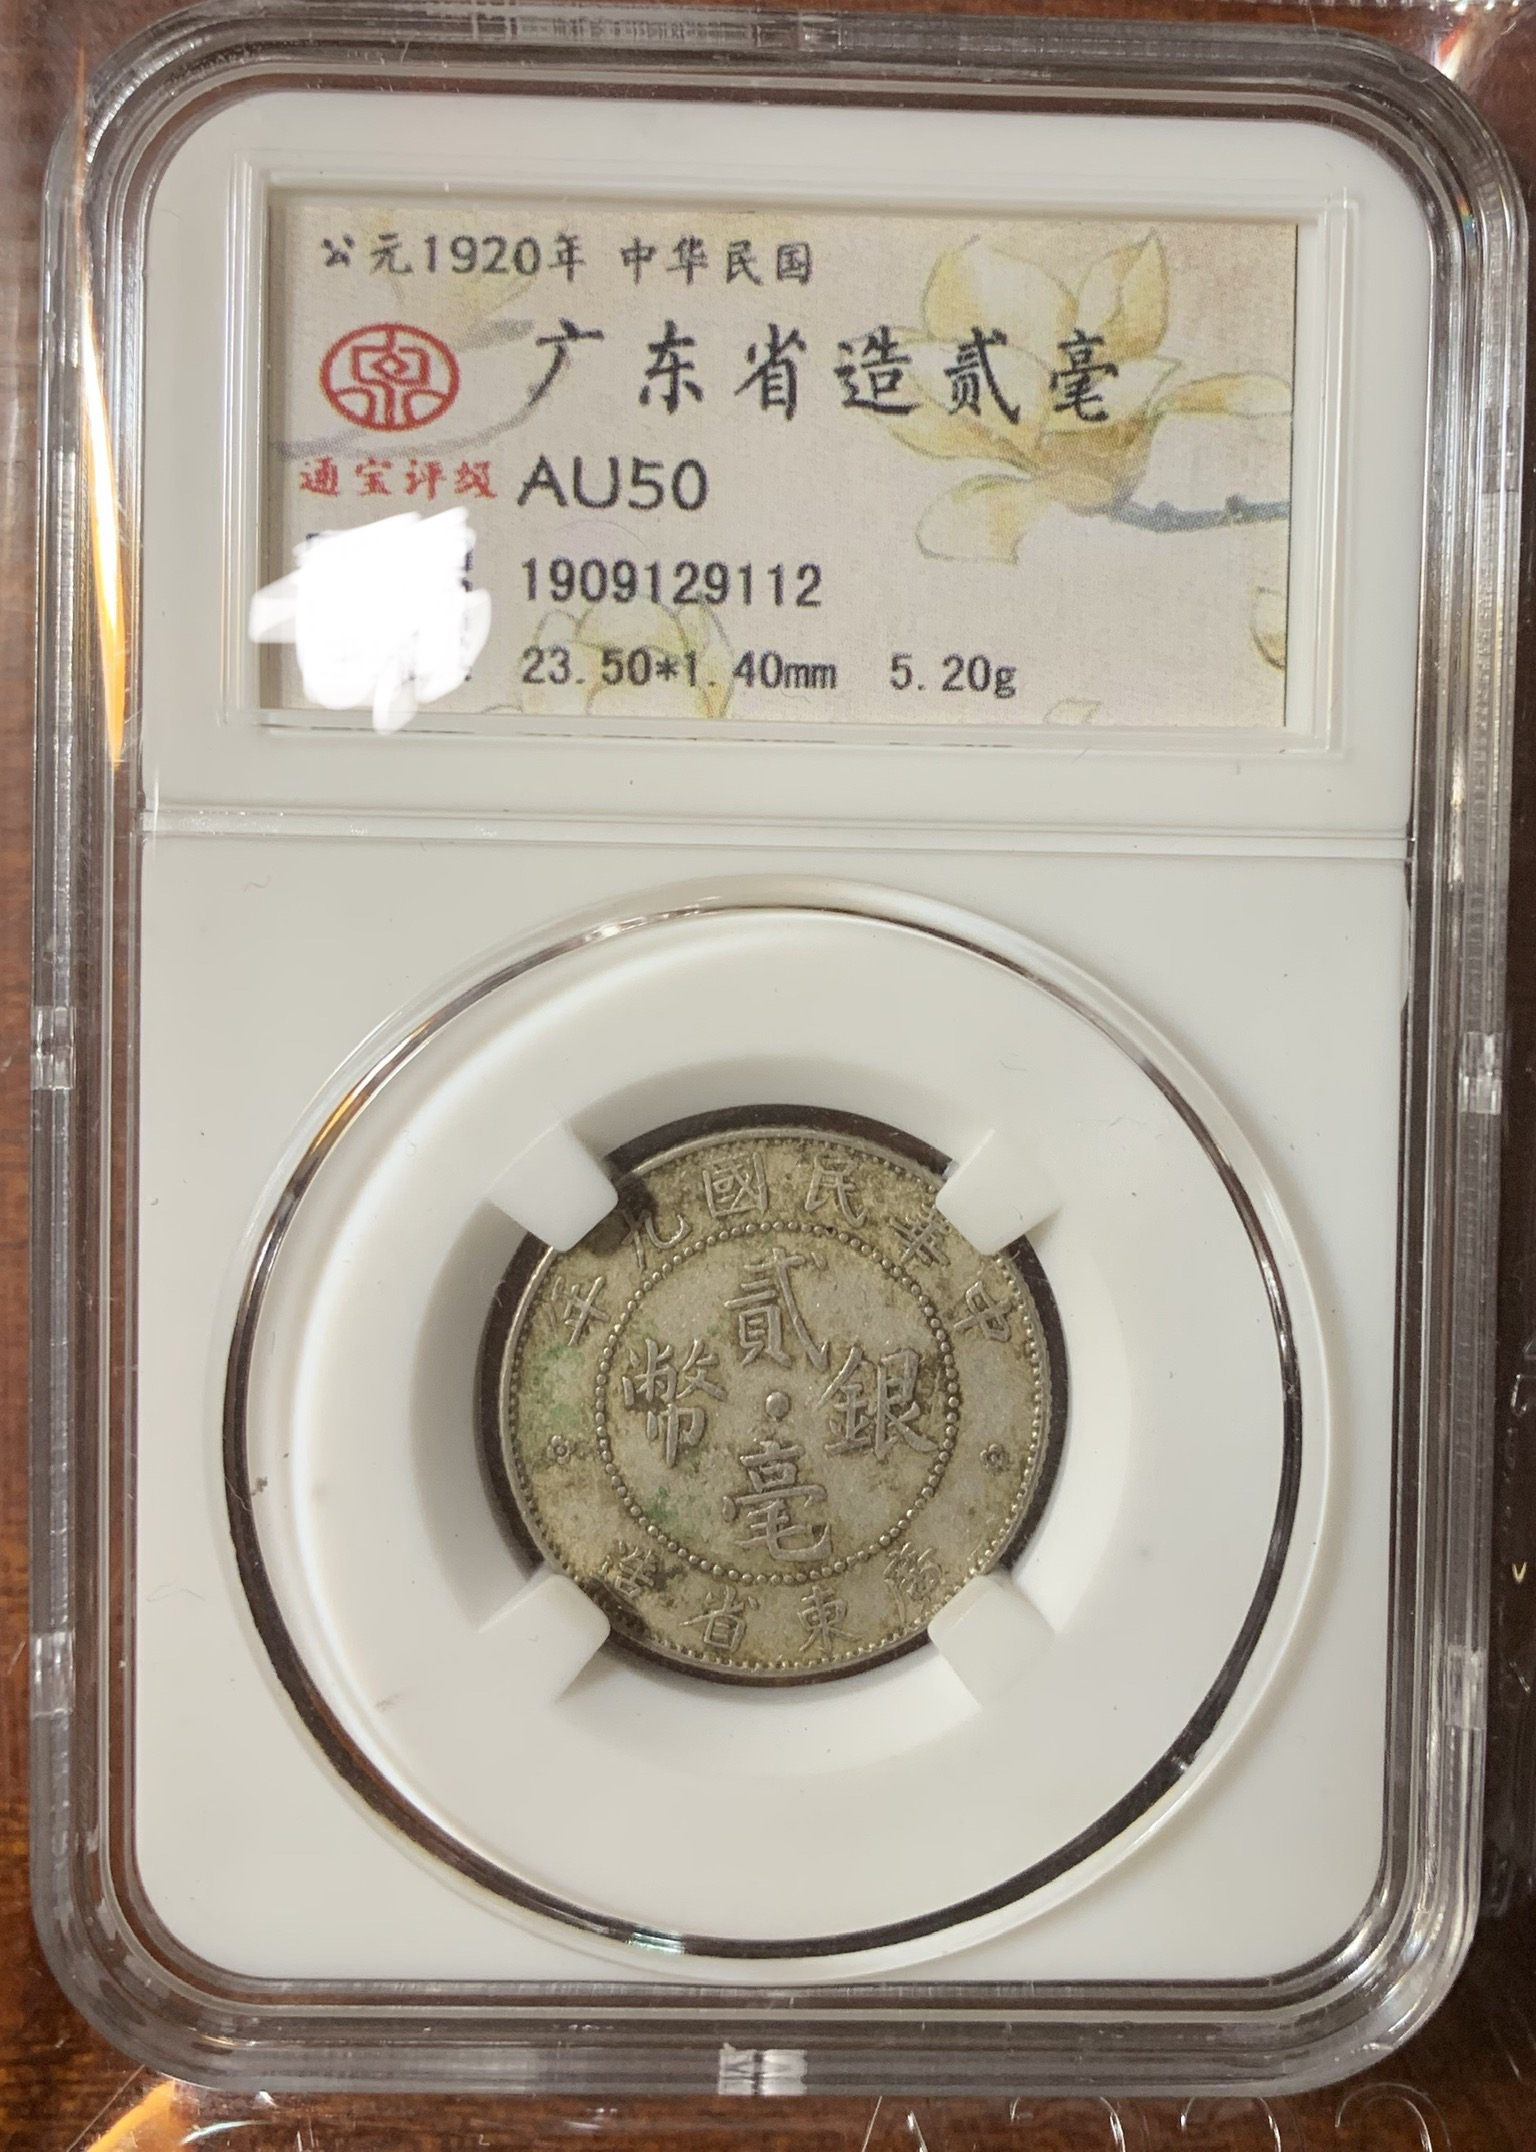 公元1920年 中华民国
广东省造贰毫
通宝评级 AU50
1909129112
23.50*1.40mm 5.20g
中華民國九年
貳毫銀幣
廣東省造